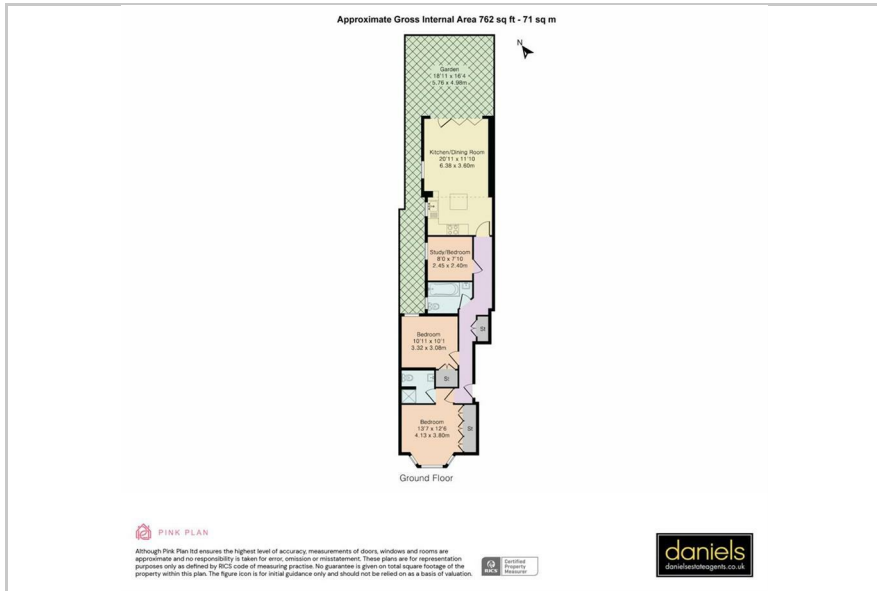 Approximate Gross Internal Area 762 sq ft - 71 sq m
N
Garden
18'11 x 16'4
5.76 x 4.98m
Kitchen/Dining Room
20'11 x 11'10
6.38 x 3.60m
Study/Bedroom
8'0 x 7'10
2.45 x 2.40m
St
Bedroom
10'11 x 10'1
3.32 x 3.08m
St
Bedroom
13'7 x 12'6
4.13 x 3.80m
St
Ground Floor
PINK PLAN
Although Pink Plan ltd ensures the highest level of accuracy, measurements of doors, windows and rooms are
approximate and no responsibility is taken for error, omission or misstatement. These plans are for representation
purposes only as defined by RICS code of measuring practise. No guarantee is given on total square footage of the
property within this plan. The figure icon is for initial guidance only and should not be relied on as a basis of valuation.
RICS
Certified
Property
Measurer
daniels
danielsestateagents.co.uk